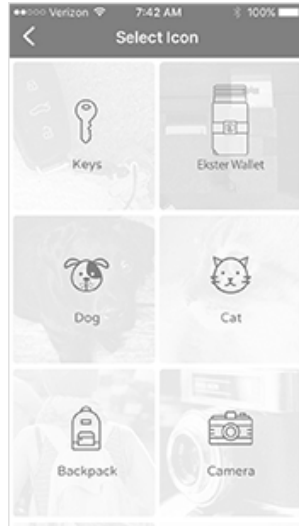 Verizon 7:42 AM 100%
Select Icon
Keys
Ekster Wallet
Dog
Cat
Backpack
Camera